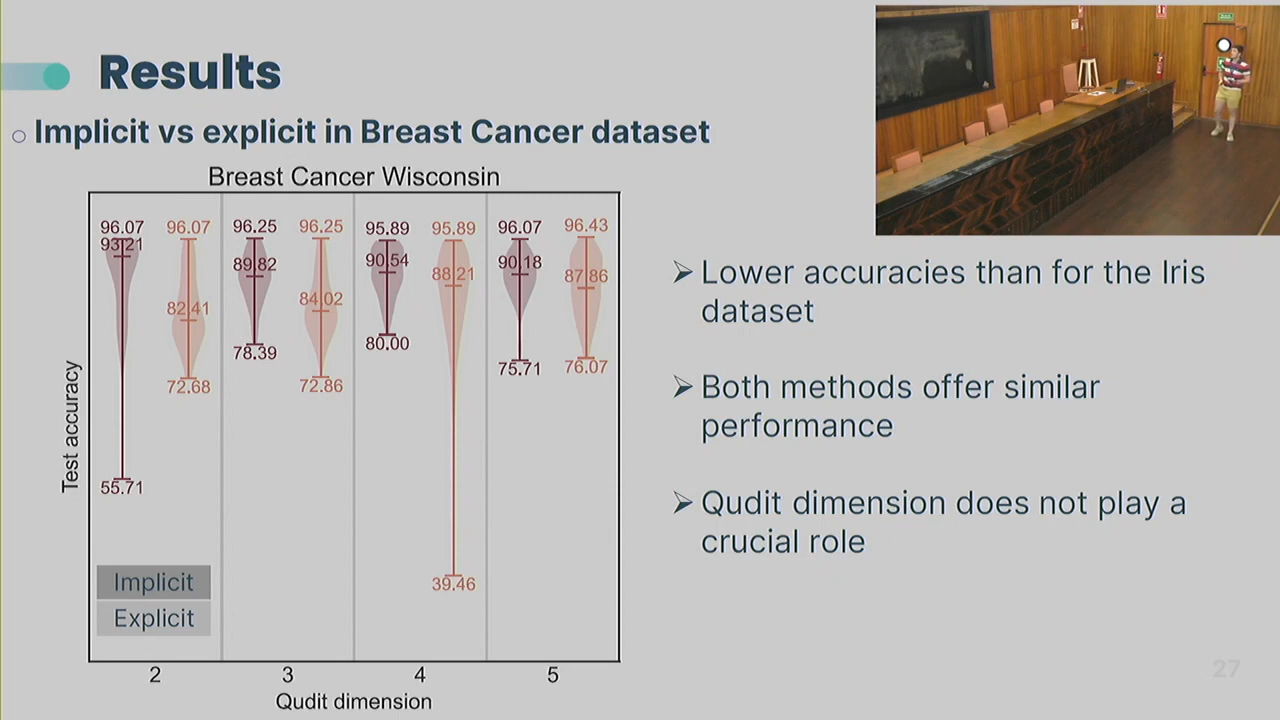 Results
Implicit vs explicit in Breast Cancer dataset
Breast Cancer Wisconsin
96.07 96.07 96.25 96.25 95.89 95.89 96.07 96.43
93.21 82.41 89.82 84.02 90.54 88.21 90.18 87.86
55.71 72.68 78.39 72.86 80.00 39.46 75.71 76.07
Test accuracy
Implicit
Explicit
2 3 4 5
Qudit dimension
Lower accuracies than for the Iris
dataset
Both methods offer similar
performance
Qudit dimension does not play a
crucial role
27